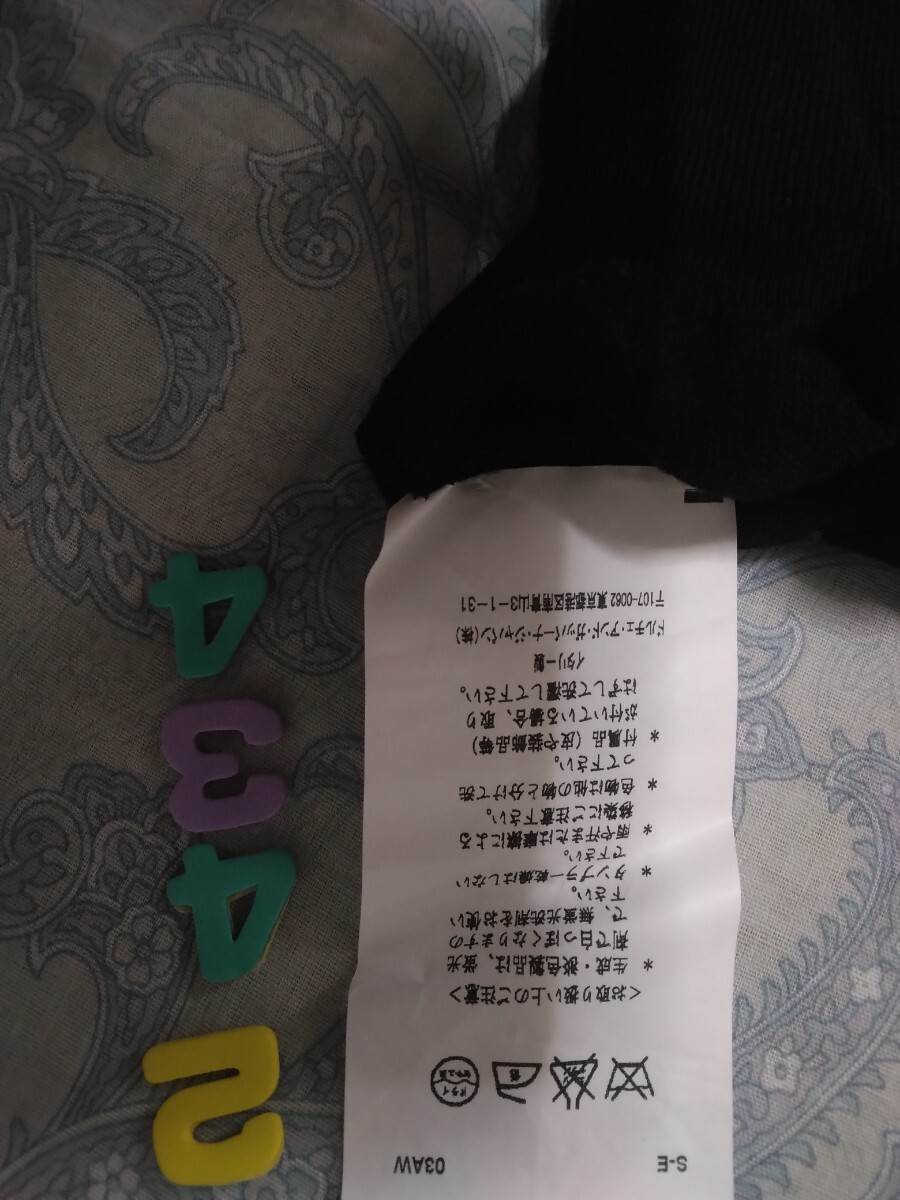 S-E 03AW
ドライ
セキユ系
<お取り扱い上のご注意>
* 生成・淡色製品は、蛍光
剤で白っぽくなりますの
で、無蛍光洗剤をお使い
下さい。
* タンブラー乾燥はしない
で下さい。
* 雨や汗または摩擦による
移染にご注意下さい。
* 色物は他の物と分けて洗
って下さい。
* 付属品（皮や装飾品等）
が付いている場合、取り
はずして洗濯して下さい。
イタリー製
ドルチェ・アンド・ガッバーナ・ジャパン(株)
〒107-0062 東京都港区南青山3-1-31
2
4
3
4